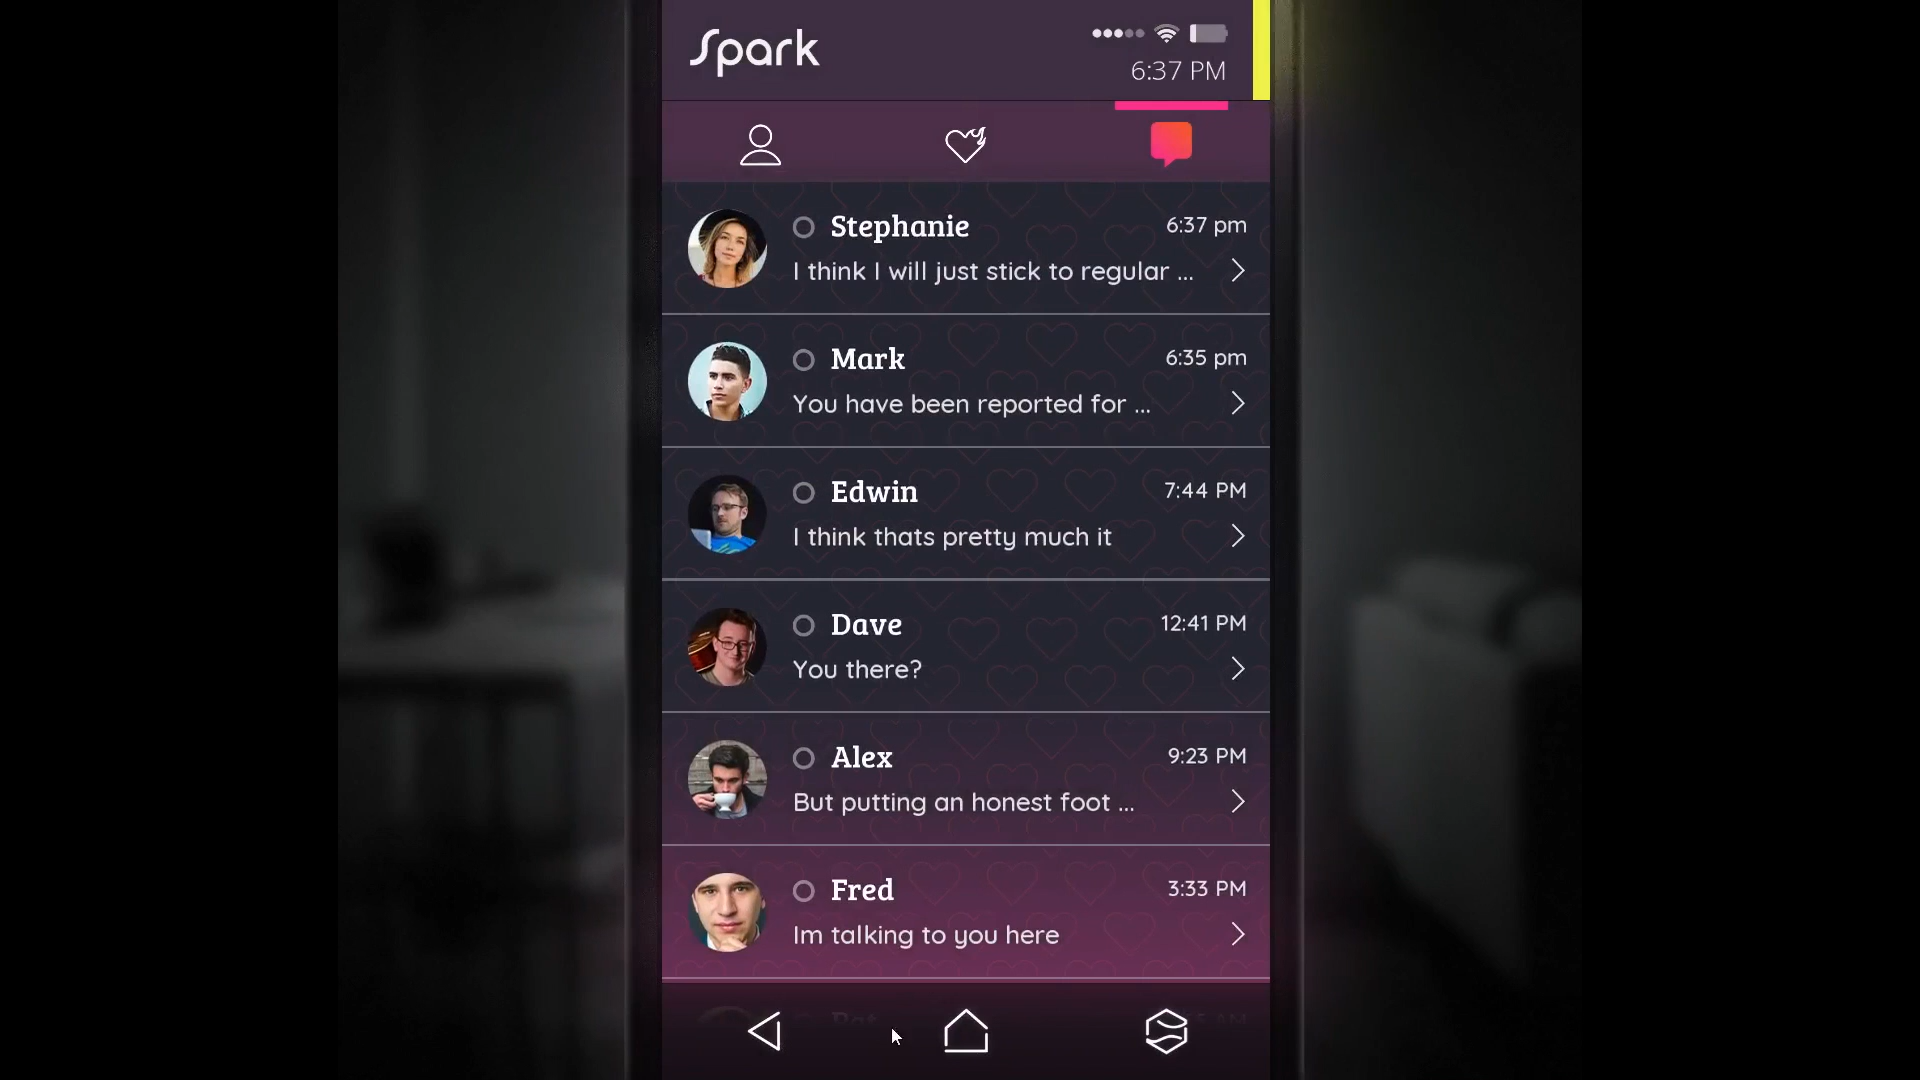 Spark
6:37 PM
Stephanie
6:37 pm
I think I will just stick to regular ...
Mark
6:35 pm
You have been reported for ...
Edwin
7:44 PM
I think thats pretty much it
Dave
12:41 PM
You there?
Alex
9:23 PM
But putting an honest foot ...
Fred
3:33 PM
Im talking to you here